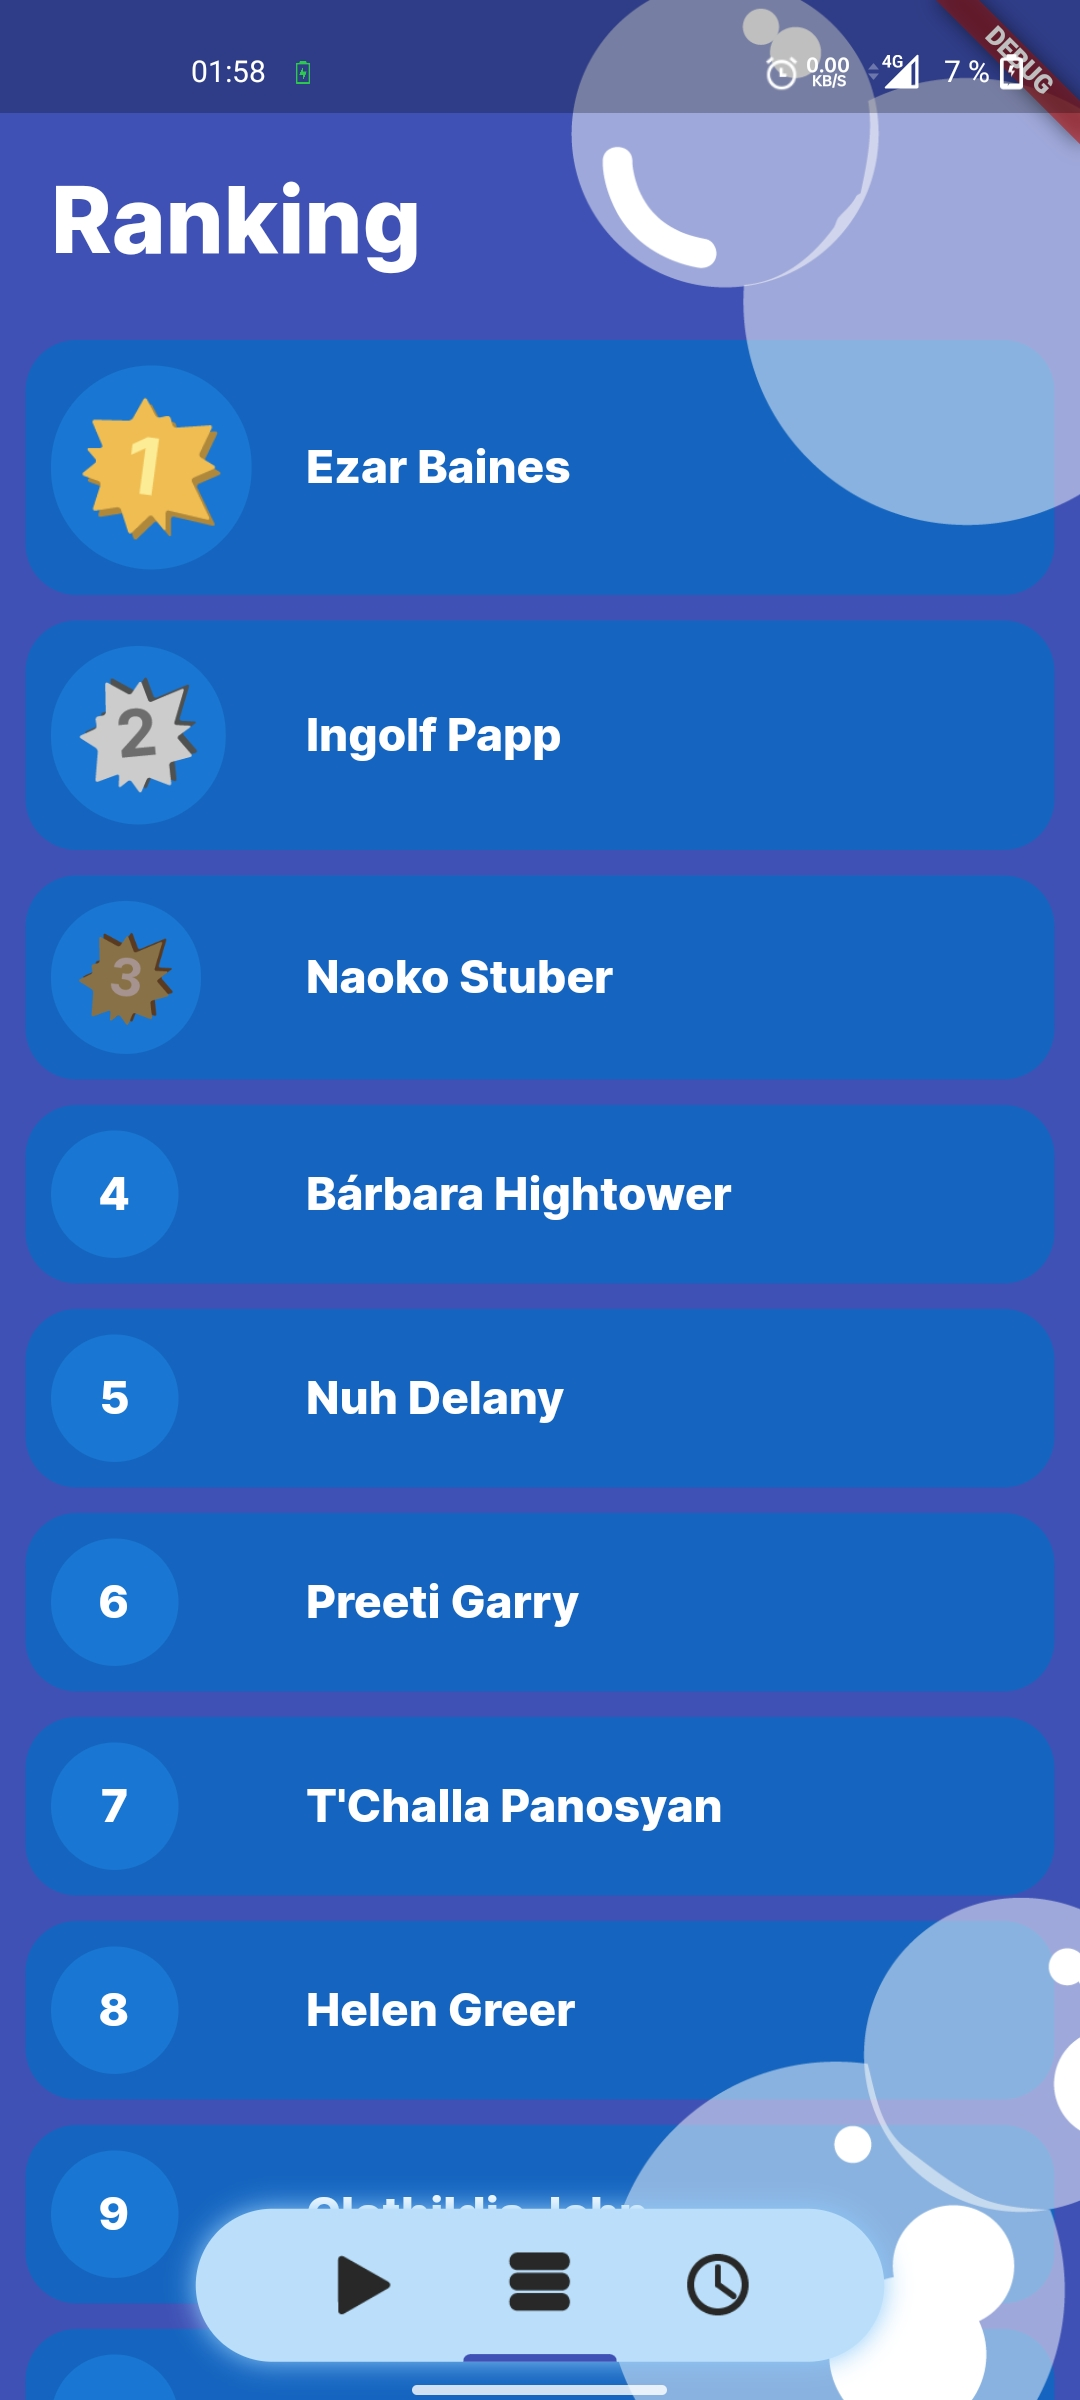 01:58
0.00
KB/S
4G
7 %
DEBUG
Ranking
1
Ezar Baines
2
Ingolf Papp
3
Naoko Stuber
4
Bárbara Hightower
5
Nuh Delany
6
Preeti Garry
7
T'Challa Panosyan
8
Helen Greer
9